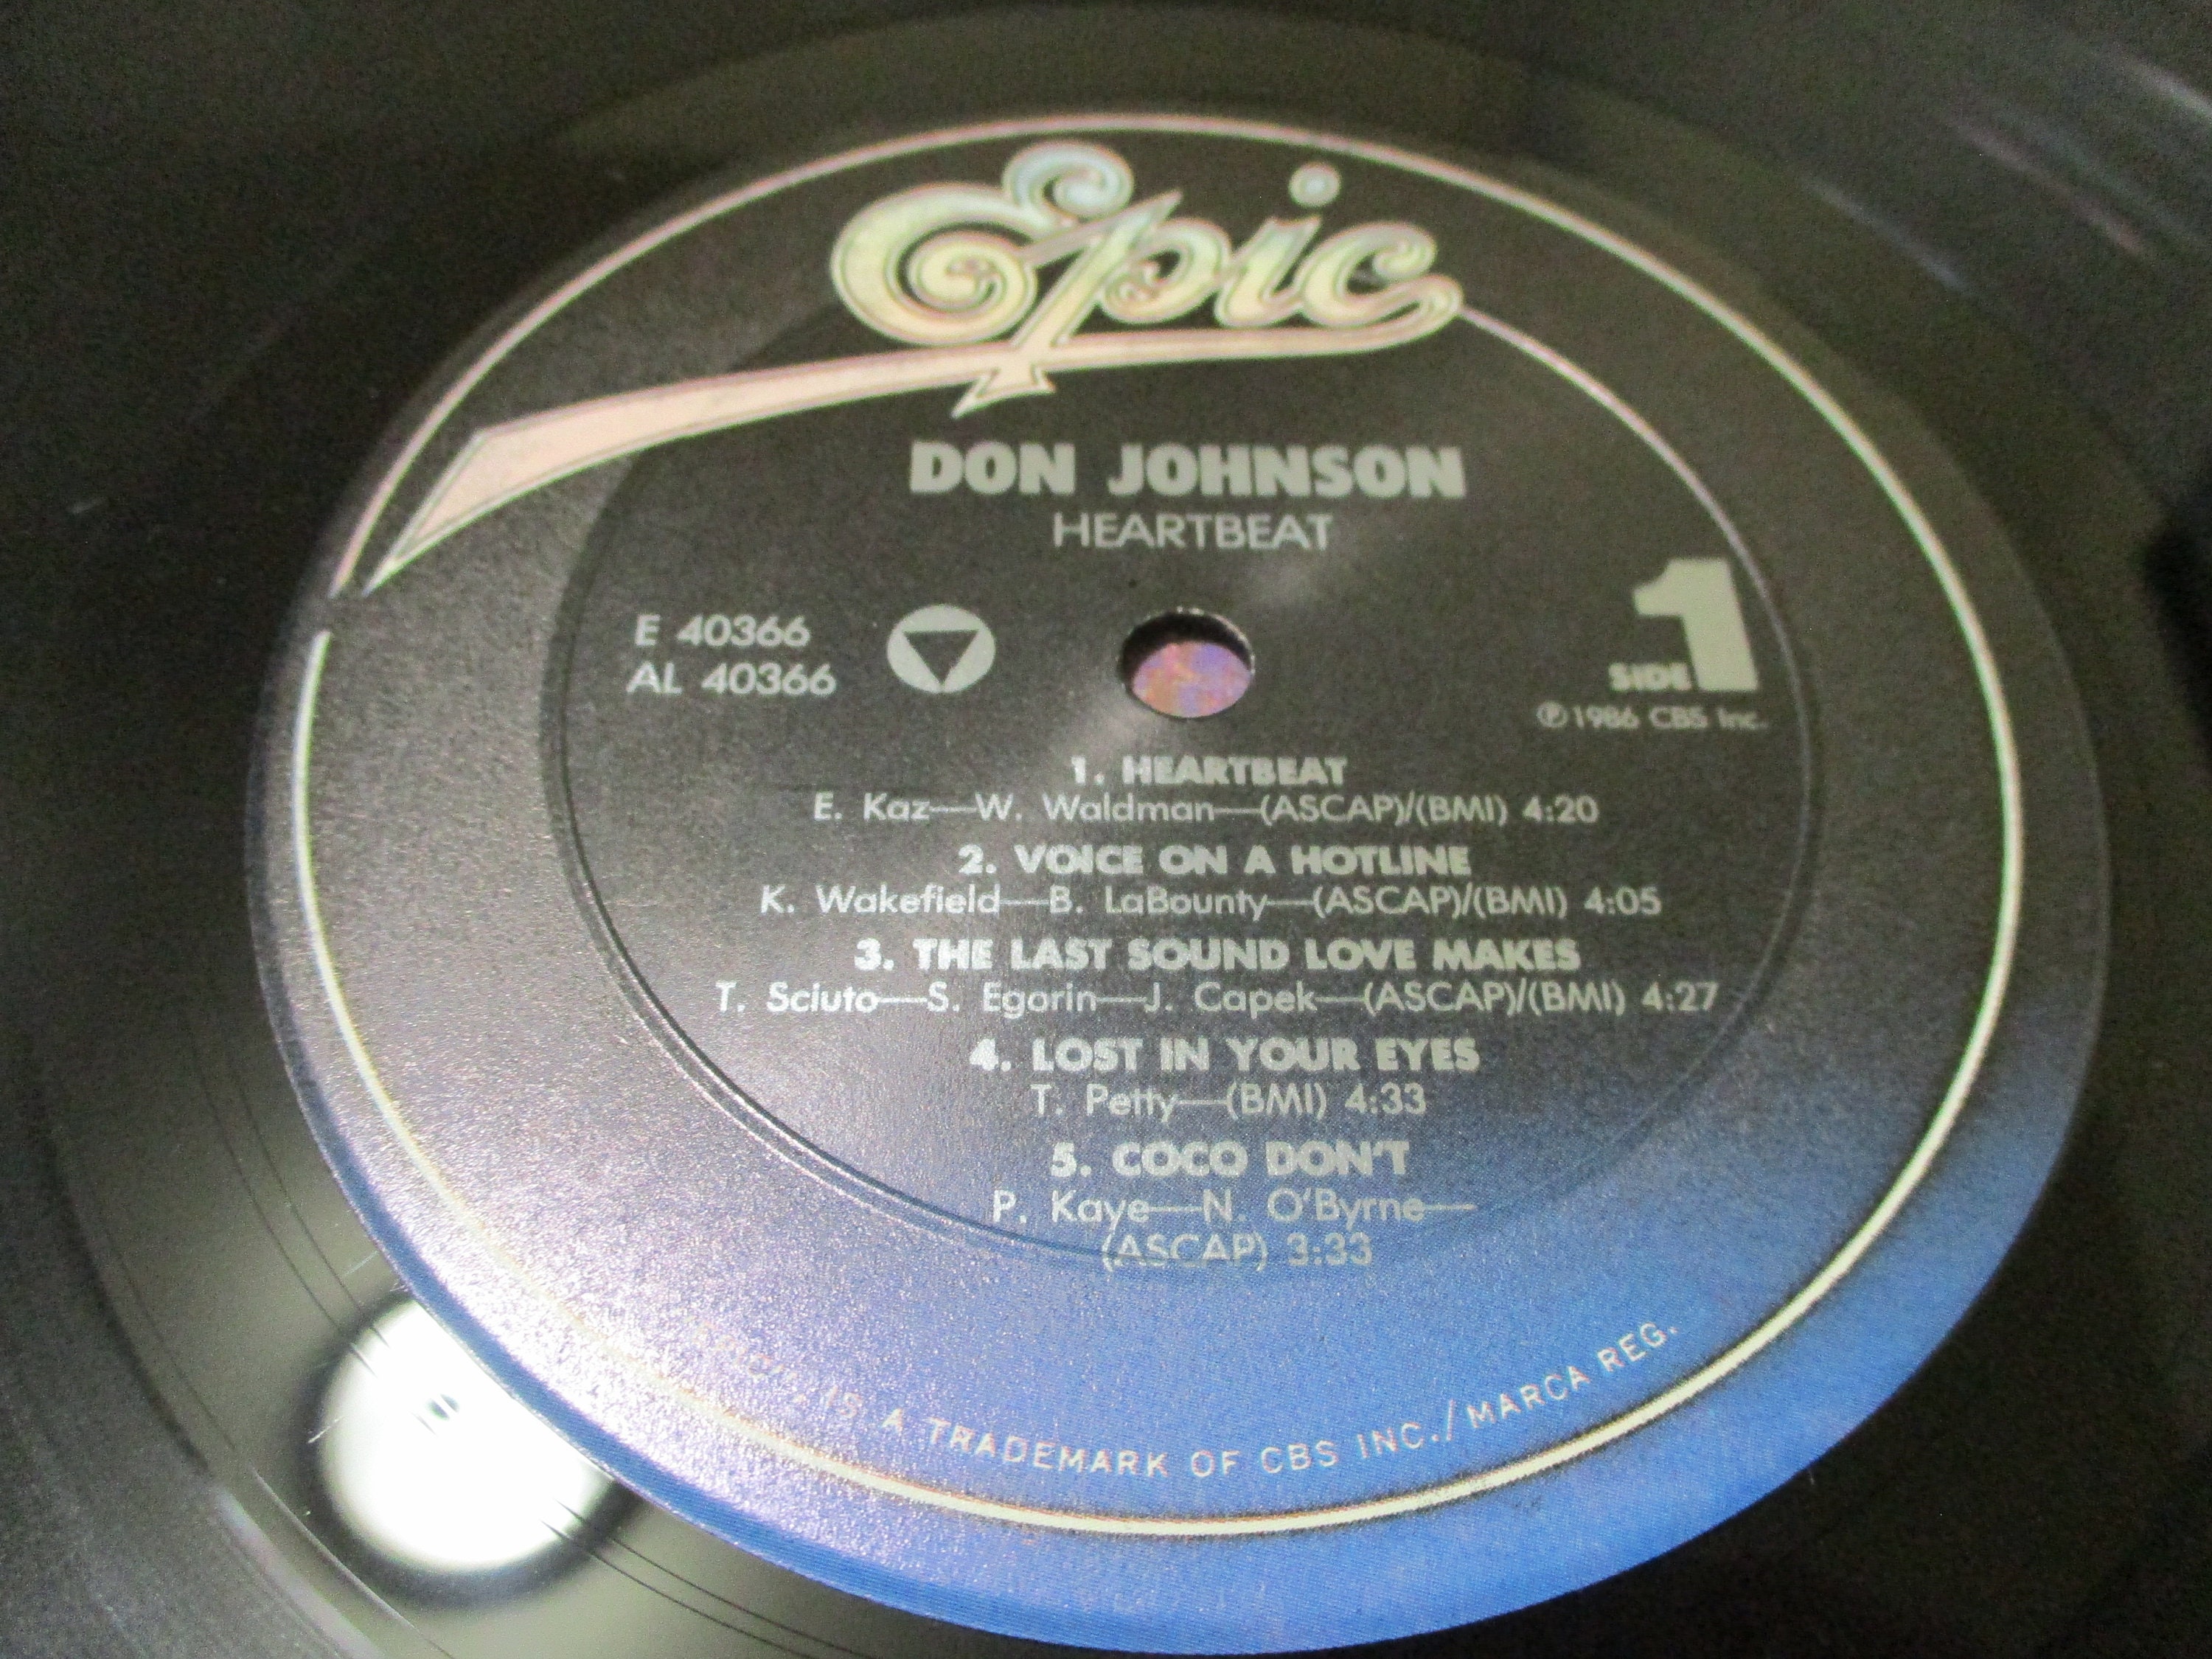 Epic
DON JOHNSON
HEARTBEAT
E 40366
AL 40366
SIDE 1
℗ 1986 CBS Inc.
1. HEARTBEAT
E. Kaz—W. Waldman—(ASCAP)/(BMI) 4:20
2. VOICE ON A HOTLINE
K. Wakefield—B. LaBounty—(ASCAP)/(BMI) 4:05
3. THE LAST SOUND LOVE MAKES
T. Sciuto—S. Egorin—J. Capek—(ASCAP)/(BMI) 4:27
4. LOST IN YOUR EYES
T. Petty—(BMI) 4:33
5. COCO DON'T
P. Kaye—N. O'Byrne—
(ASCAP) 3:33
IS A TRADEMARK OF CBS INC./MARCA REG.